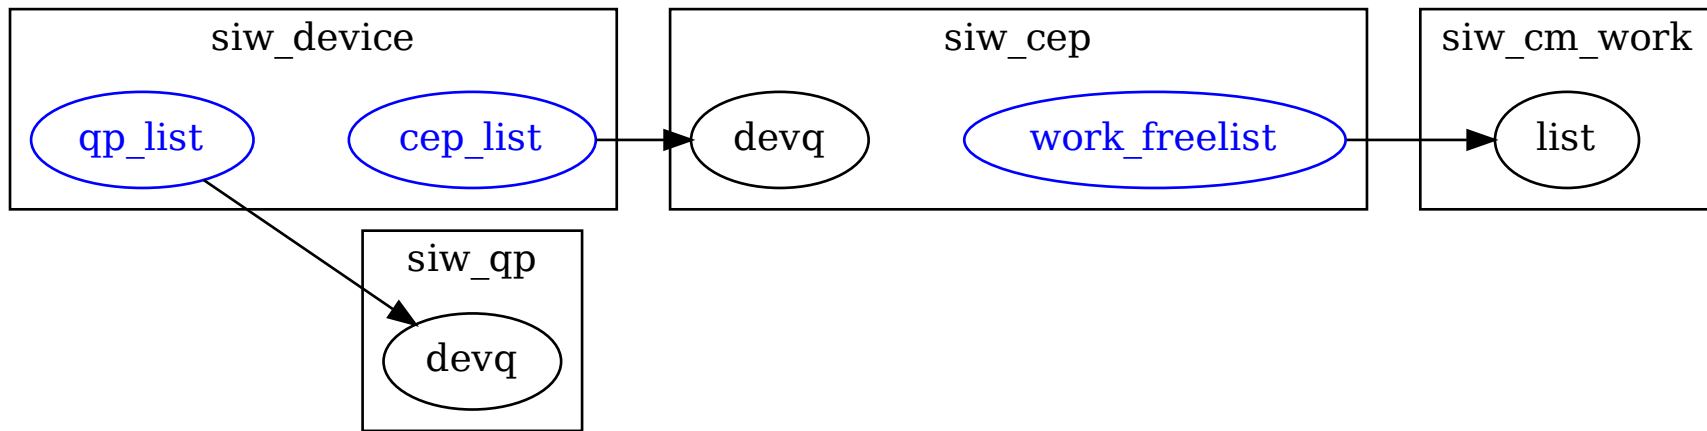 siw_device
qp_list
cep_list
siw_cep
devq
work_freelist
siw_cm_work
list
siw_qp
devq